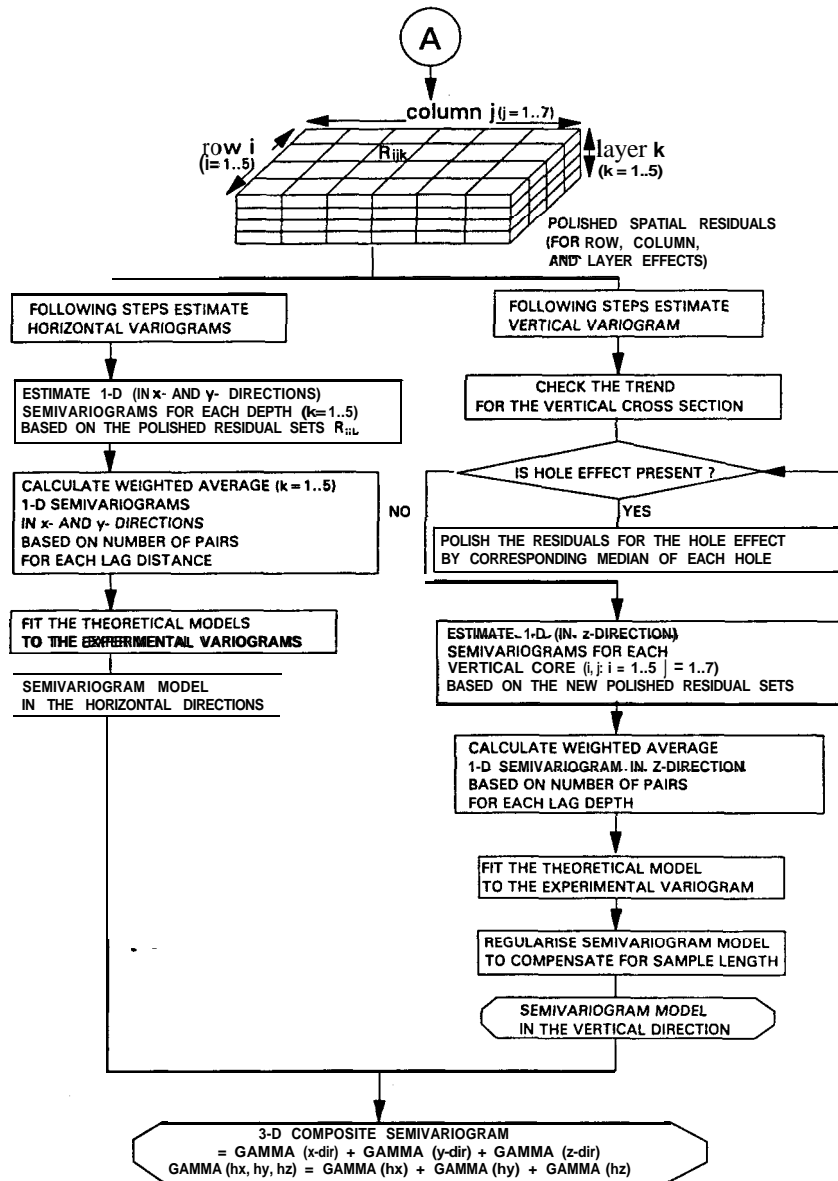 A
column j (j = 1..7)
row i
(i = 1..5)
Rijk
layer k
(k = 1..5)
POLISHED SPATIAL RESIDUALS
(FOR ROW, COLUMN,
AND LAYER EFFECTS)
FOLLOWING STEPS ESTIMATE
HORIZONTAL VARIOGRAMS
ESTIMATE 1-D (IN x- AND y- DIRECTIONS)
SEMIVARIOGRAMS FOR EACH DEPTH (k=1..5)
BASED ON THE POLISHED RESIDUAL SETS
CALCULATE WEIGHTED AVERAGE (k = 1..5)
1-D SEMIVARIOGRAMS
IN x- AND y- DIRECTIONS
BASED ON NUMBER OF PAIRS
FOR EACH LAG DISTANCE
FIT THE THEORETICAL MODELS
TO THE EXPERIMENTAL VARIOGRAMS
SEMIVARIOGRAM MODEL
IN THE HORIZONTAL DIRECTIONS
FOLLOWING STEPS ESTIMATE
VERTICAL VARIOGRAM
CHECK THE TREND
FOR THE VERTICAL CROSS SECTION
IS HOLE EFFECT PRESENT ?
NO
YES
POLISH THE RESIDUALS FOR THE HOLE EFFECT
BY CORRESPONDING MEDIAN OF EACH HOLE
ESTIMATE 1-D (IN z-DIRECTION)
SEMIVARIOGRAMS FOR EACH
VERTICAL CORE (i, j: i = 1..5 j = 1..7)
BASED ON THE NEW POLISHED RESIDUAL SETS
CALCULATE WEIGHTED AVERAGE
1-D SEMIVARIOGRAM IN Z-DIRECTION
BASED ON NUMBER OF PAIRS
FOR EACH LAG DEPTH
FIT THE THEORETICAL MODEL
TO THE EXPERIMENTAL VARIOGRAM
REGULARISE SEMIVARIOGRAM MODEL
TO COMPENSATE FOR SAMPLE LENGTH
SEMIVARIOGRAM MODEL
IN THE VERTICAL DIRECTION
3-D COMPOSITE SEMIVARIOGRAM
= GAMMA (x-dir) + GAMMA (y-dir) + GAMMA (z-dir)
GAMMA (hx, hy, hz) = GAMMA (hx) + GAMMA (hy) + GAMMA (hz)